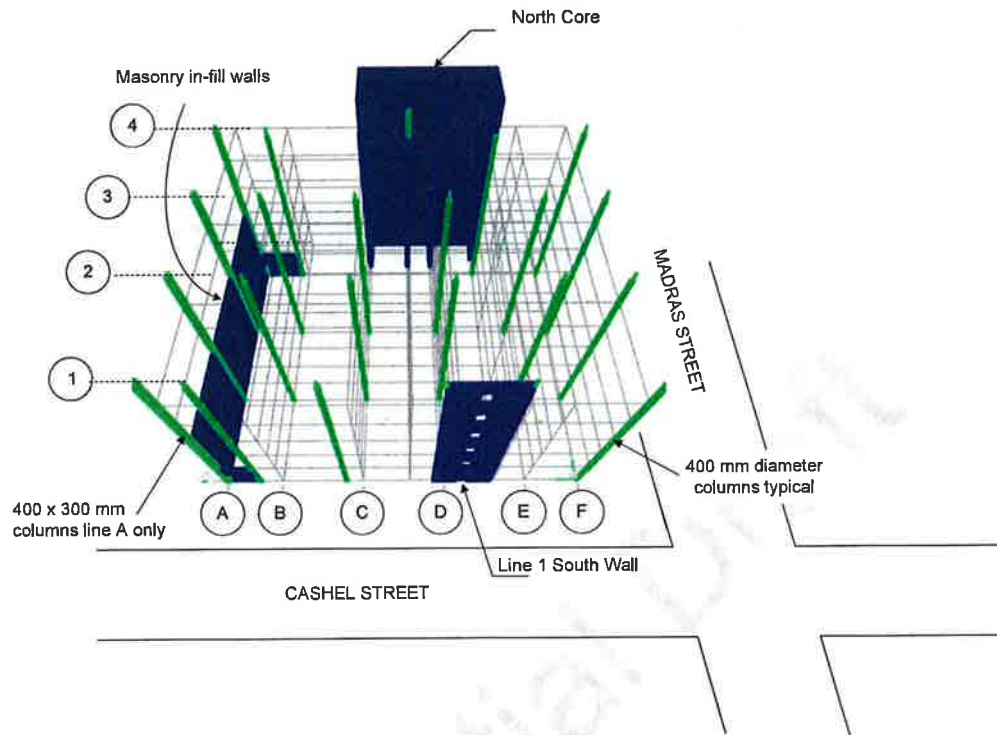 North Core
Masonry in-fill walls
4
3
2
1
MADRAS STREET
400 mm diameter
columns typical
400 x 300 mm
columns line A only
A B C D E F
Line 1 South Wall
CASHEL STREET